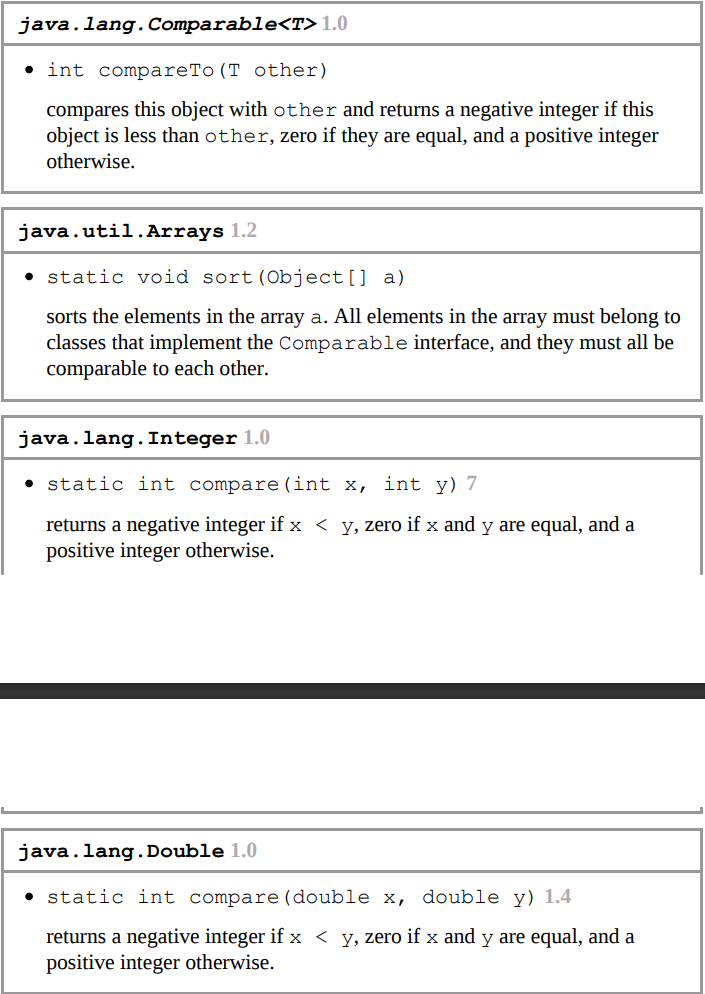 java.lang.Comparable<T> 1.0
• int compareTo(T other)
compares this object with other and returns a negative integer if this
object is less than other, zero if they are equal, and a positive integer
otherwise.
java.util.Arrays 1.2
• static void sort(Object[] a)
sorts the elements in the array a. All elements in the array must belong to
classes that implement the Comparable interface, and they must all be
comparable to each other.
java.lang.Integer 1.0
• static int compare(int x, int y) 7
returns a negative integer if x < y, zero if x and y are equal, and a
positive integer otherwise.
java.lang.Double 1.0
• static int compare(double x, double y) 1.4
returns a negative integer if x < y, zero if x and y are equal, and a
positive integer otherwise.